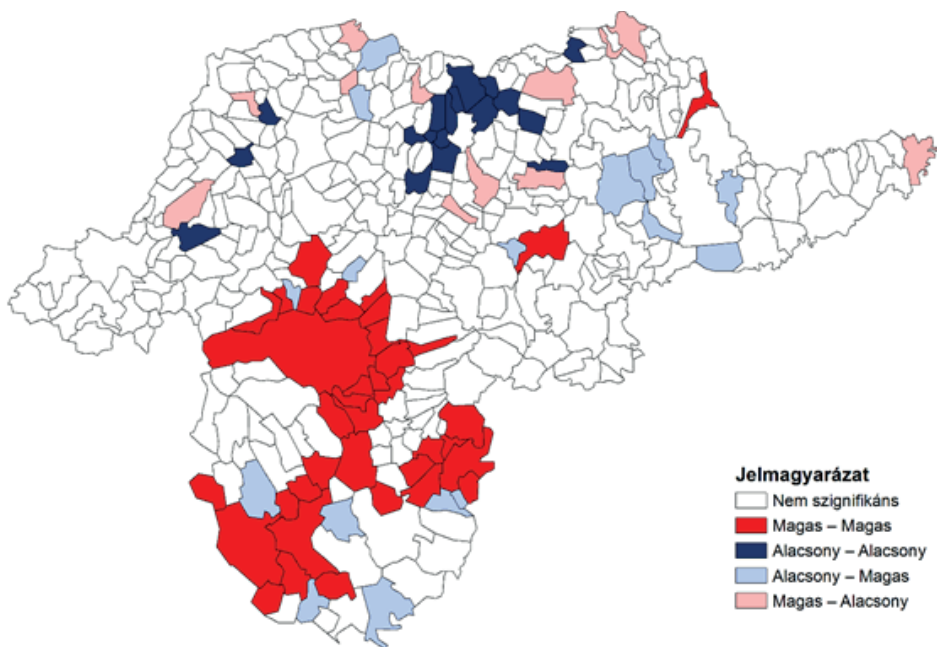 Jelmagyarázat
Nem szignifikáns
Magas – Magas
Alacsony – Alacsony
Alacsony – Magas
Magas – Alacsony